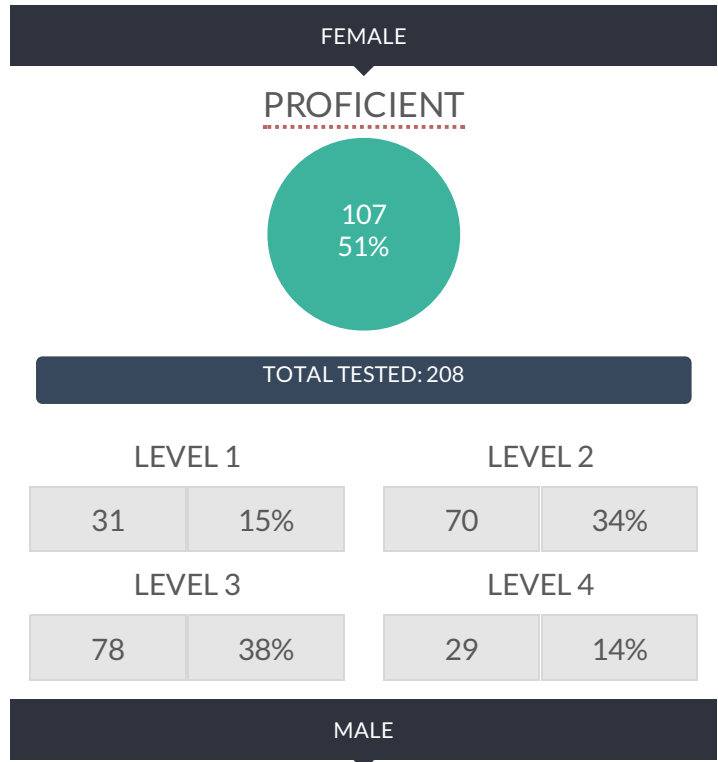 FEMALE
PROFICIENT
107
51%
TOTAL TESTED: 208
LEVEL 1 LEVEL 2
31 15% 70 34%
LEVEL 3 LEVEL 4
78 38% 29 14%
MALE